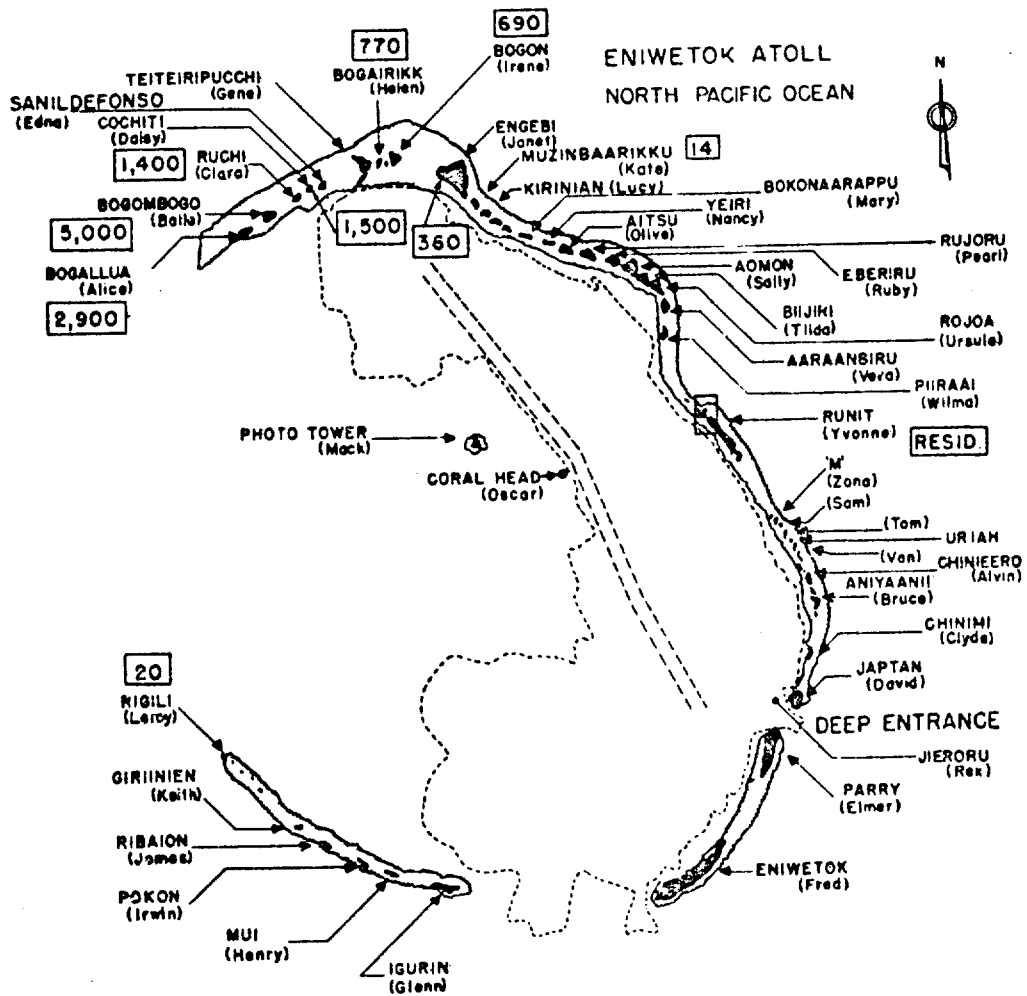 ENIWETOK ATOLL
NORTH PACIFIC OCEAN
N
690
BOGON
(Irene)
770
BOGAIRIKK
(Helen)
TEITEIRIPUCCHI
(Gene)
SANILDEFONSO
(Edna)
COCHITI
(Daisy)
1,400
RUCHI
(Clara)
BOGOMBOGO
(Balle)
5,000
BOGALLUA
(Alice)
2,900
1,500
360
ENGEBI
(Janet)
MUZINBAARIKKU
(Kate)
14
KIRINIAN (Lucy)
BOKONAARAPPU
(Mary)
YEIRI
(Nancy)
AITSU
(Olive)
RUJORU
(Pearl)
EBERIRU
(Ruby)
AOMON
(Sally)
BIIJIRI
(Tilda)
ROJOA
(Ursula)
AARAANBIRU
(Vera)
PIIRAAI
(Wilma)
RUNIT
(Yvonne)
RESID.
PHOTO TOWER
(Mack)
CORAL HEAD
(Oscar)
'M'
(Zona)
(Sam)
(Tom)
URIAH
(Van)
CHINIEERO
(Alvin)
ANIYAANII
(Bruce)
CHINIMI
(Clyde)
JAPTAN
(David)
DEEP ENTRANCE
JIERORU
(Rex)
PARRY
(Elmer)
ENIWETOK
(Fred)
20
RIGILI
(Leroy)
GIRIINIEN
(Keith)
RIBAION
(James)
POKON
(Irwin)
MUI
(Henry)
IGURIN
(Glenn)